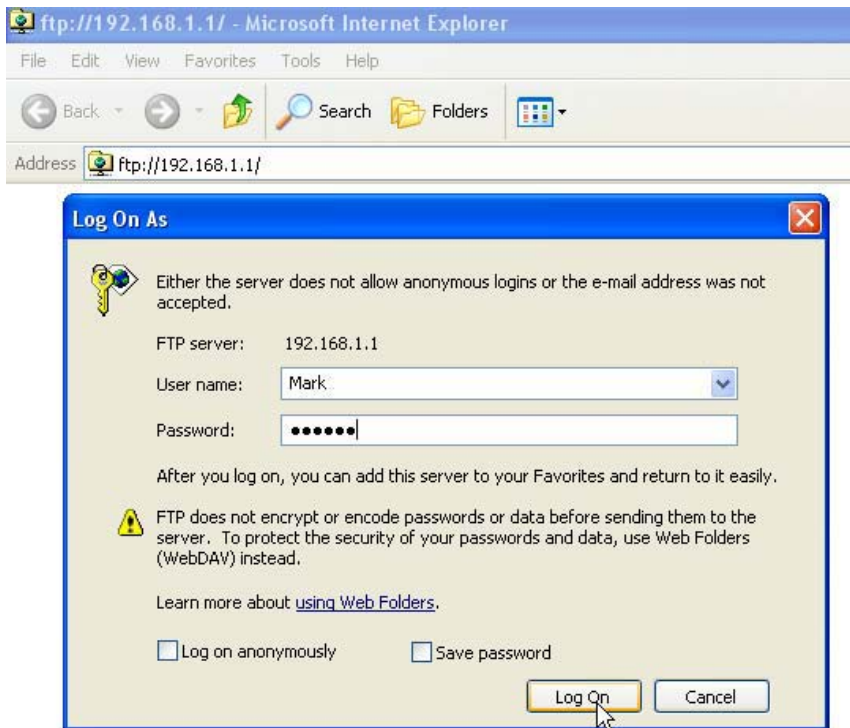 ftp://192.168.1.1/ - Microsoft Internet Explorer
File Edit View Favorites Tools Help
Back Search Folders
Address ftp://192.168.1.1/
Log On As
Either the server does not allow anonymous logins or the e-mail address was not
accepted.
FTP server: 192.168.1.1
User name: Mark
Password: ●●●●●●
After you log on, you can add this server to your Favorites and return to it easily.
FTP does not encrypt or encode passwords or data before sending them to the
server. To protect the security of your passwords and data, use Web Folders
(WebDAV) instead.
Learn more about using Web Folders.
Log on anonymously Save password
Log On Cancel